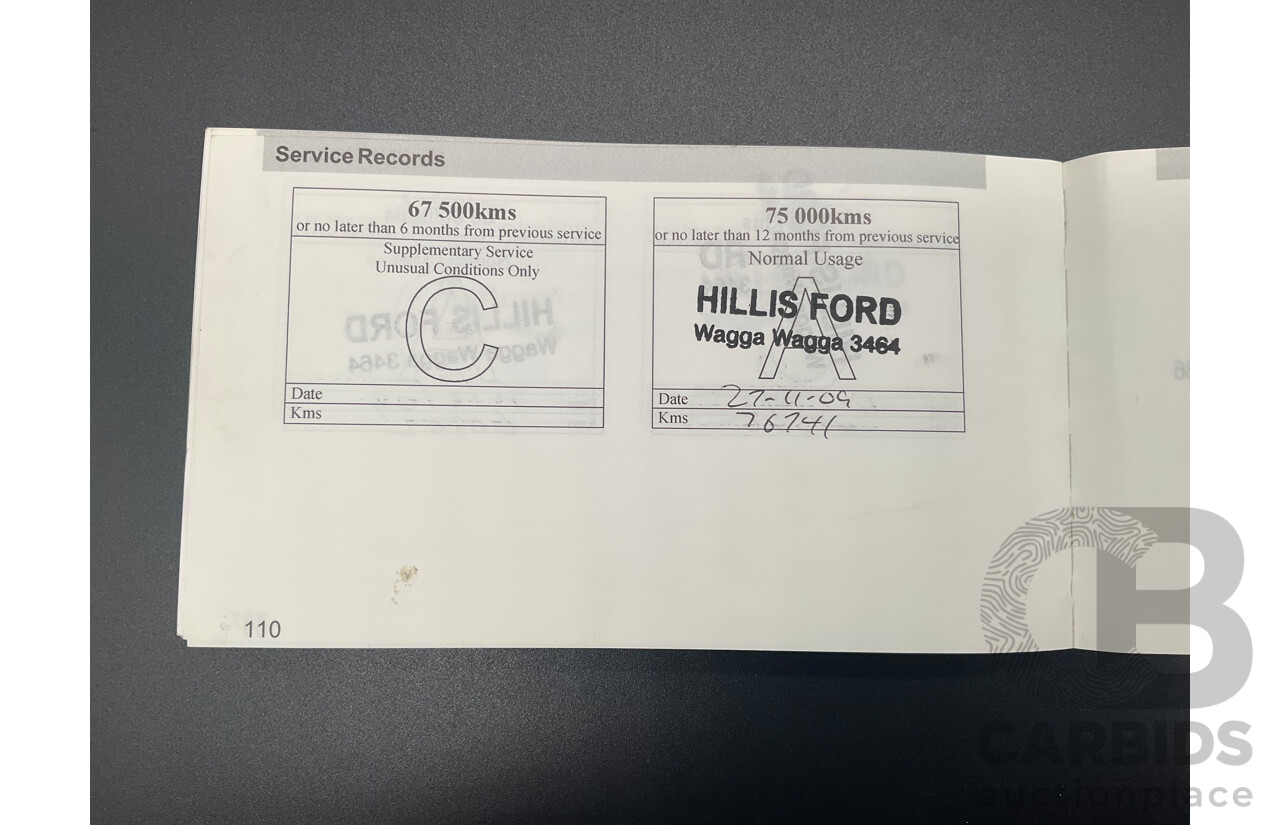 Service Records
67 500kms
or no later than 6 months from previous service
Supplementary Service
Unusual Conditions Only
C
Date
Kms
75 000kms
or no later than 12 months from previous service
Normal Usage
A
HILLIS FORD
Wagga Wagga 3464
Date 27-11-09
Kms 76741
110
CB
CARBIDS
auctionplace